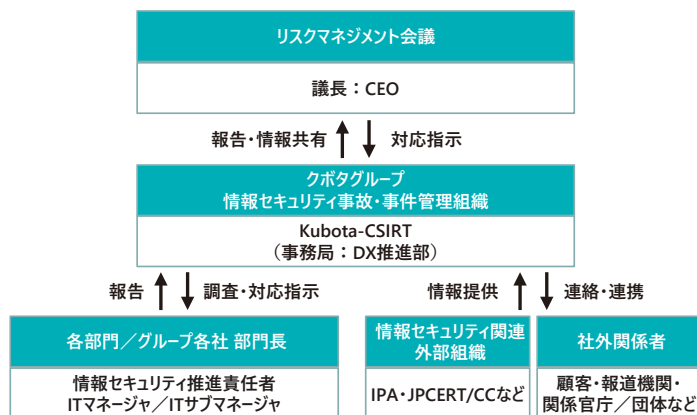 リスクマネジメント会議
議長：CEO
報告・情報共有
対応指示
クボタグループ
情報セキュリティ事故・事件管理組織
Kubota-CSIRT
（事務局：DX推進部）
報告
調査・対応指示
情報提供
連絡・連携
各部門／グループ各社 部門長
情報セキュリティ推進責任者
ITマネージャ／ITサブマネージャ
情報セキュリティ関連
外部組織
IPA・JPCERT/CCなど
社外関係者
顧客・報道機関・
関係官庁／団体など